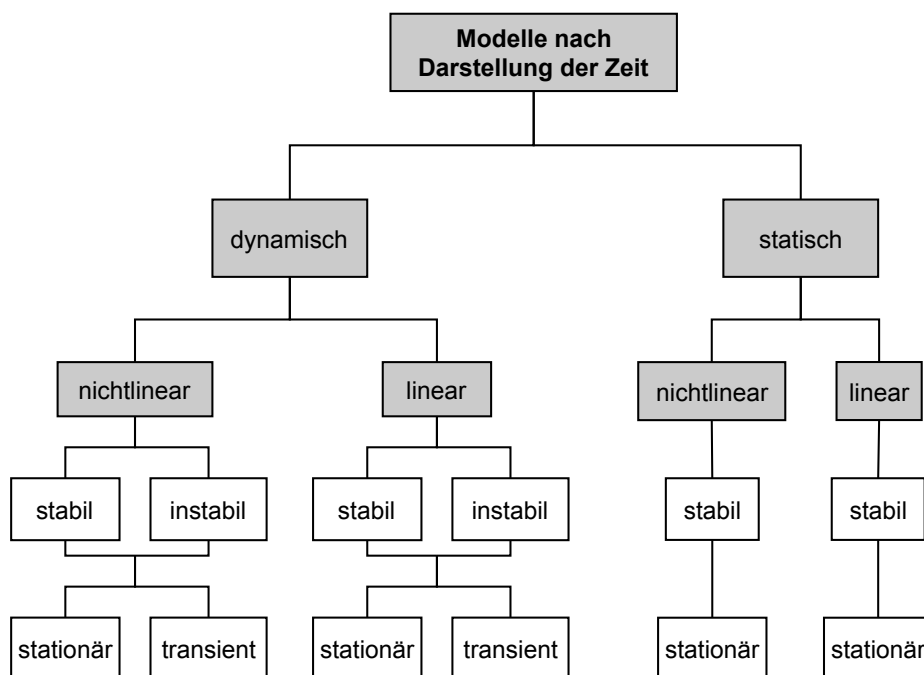 Modelle nach
Darstellung der Zeit
dynamisch
statisch
nichtlinear
linear
nichtlinear
linear
stabil
instabil
stabil
instabil
stabil
stabil
stationär
transient
stationär
transient
stationär
stationär